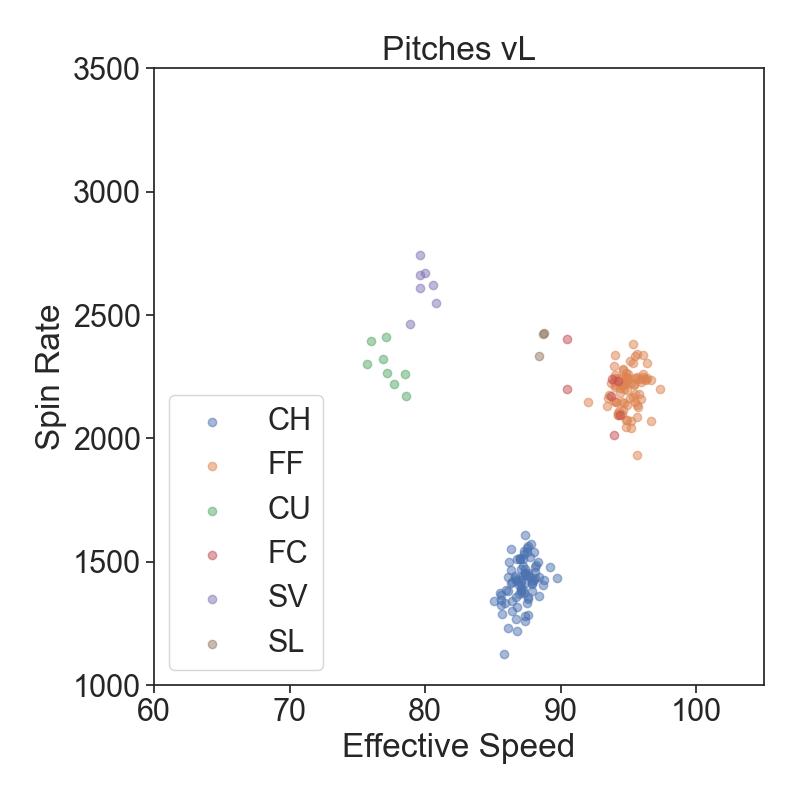 Pitches vL
3500
3000
2500
2000
1500
1000
Spin Rate
CH
FF
CU
FC
SV
SL
60 70 80 90 100
Effective Speed